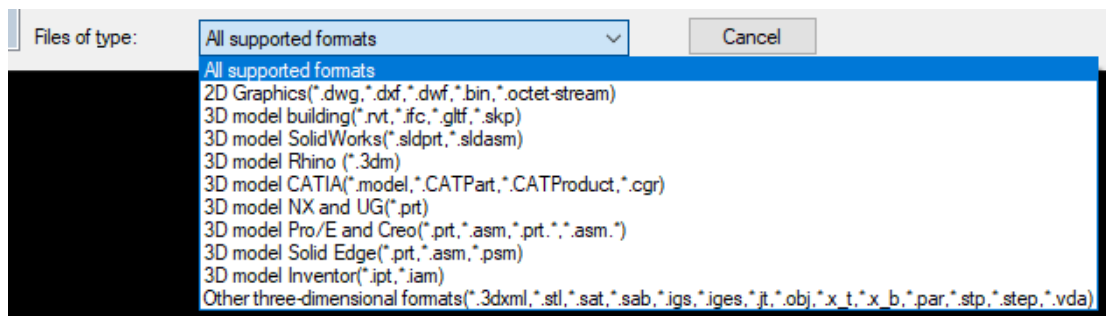 Files of type: All supported formats Cancel
All supported formats
2D Graphics(*.dwg,*.dxf,*.dwf,*.bin,*.octet-stream)
3D model building(*.rvt,*.ifc,*.gltf,*.skp)
3D model SolidWorks(*.sldprt,*.sldasm)
3D model Rhino (*.3dm)
3D model CATIA(*.model,*.CATPart,*.CATProduct,*.cgr)
3D model NX and UG(*.prt)
3D model Pro/E and Creo(*.prt,*.asm,*.prt.*,*.asm.*)
3D model Solid Edge(*.prt,*.asm,*.psm)
3D model Inventor(*.ipt,*.iam)
Other three-dimensional formats(*.3dxml,*.stl,*.sat,*.sab,*.igs,*.iges,*.jt,*.obj,*.x_t,*.x_b,*.par,*.stp,*.step,*.vda)